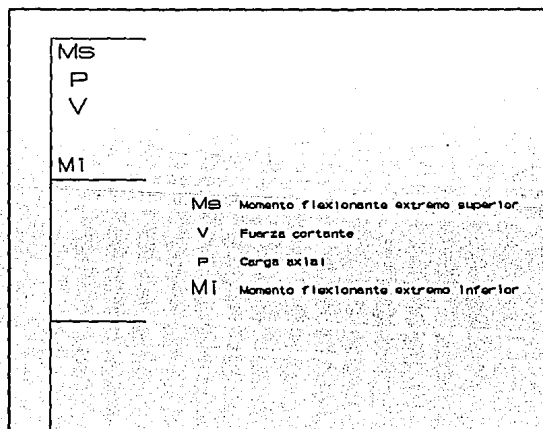 Ms
P
V
Mi
Ms Momento flexionante extremo superior
V Fuerza cortante
P Carga axial
Mi Momento flexionante extremo inferior